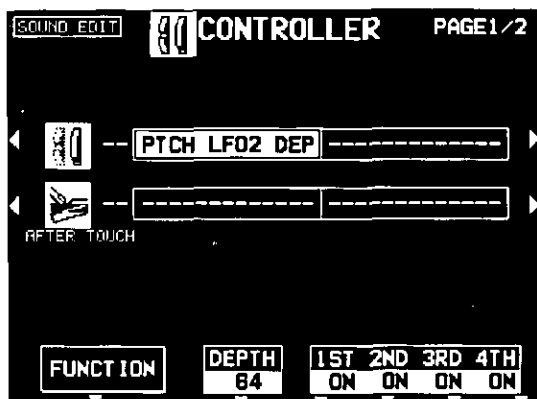 SOUND EDIT CONTROLLER PAGE1/2
-- PTCH LFO2 DEP --------------
-- -------------- --------------
AFTER TOUCH
FUNCTION DEPTH 1ST 2ND 3RD 4TH
64 ON ON ON ON